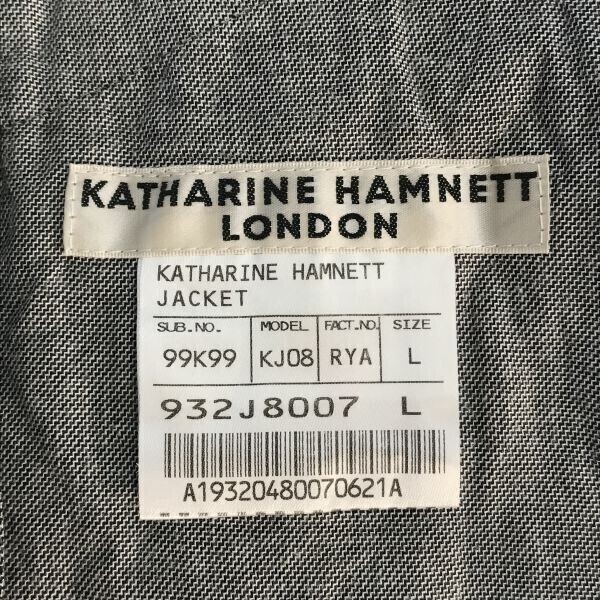 KATHARINE HAMNETT
LONDON
KATHARINE HAMNETT
JACKET
SUB.NO. MODEL FACT.NO. SIZE
99K99 KJ08 RYA L
932J8007 L
A19320480070621A